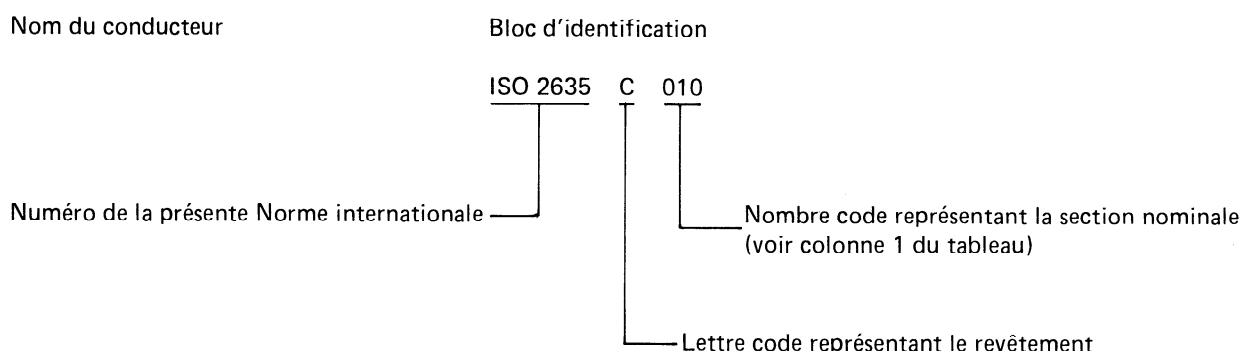 Nom du conducteur
Bloc d'identification
ISO 2635 C 010
Numéro de la présente Norme internationale
Nombre code représentant la section nominale
(voir colonne 1 du tableau)
Lettre code représentant le revêtement